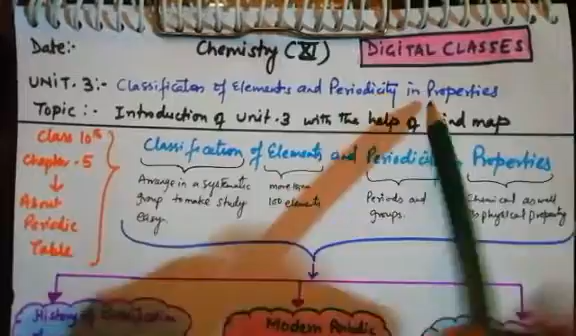 Date:- Chemistry (XI) DIGITAL CLASSES
UNIT. 3:- Classification of Elements and Periodicity in Properties
Topic :- Introduction of Unit.3 with the help of mind map
Class 10th
Chapter - 5
About
Periodic
Table
Classification of Elements and Properties
Arrange in a systematic
group to make study
easy.
more than
100 elements
Periods and
groups.
Chemical as well
physical property
History of Classification
Modern Periodic